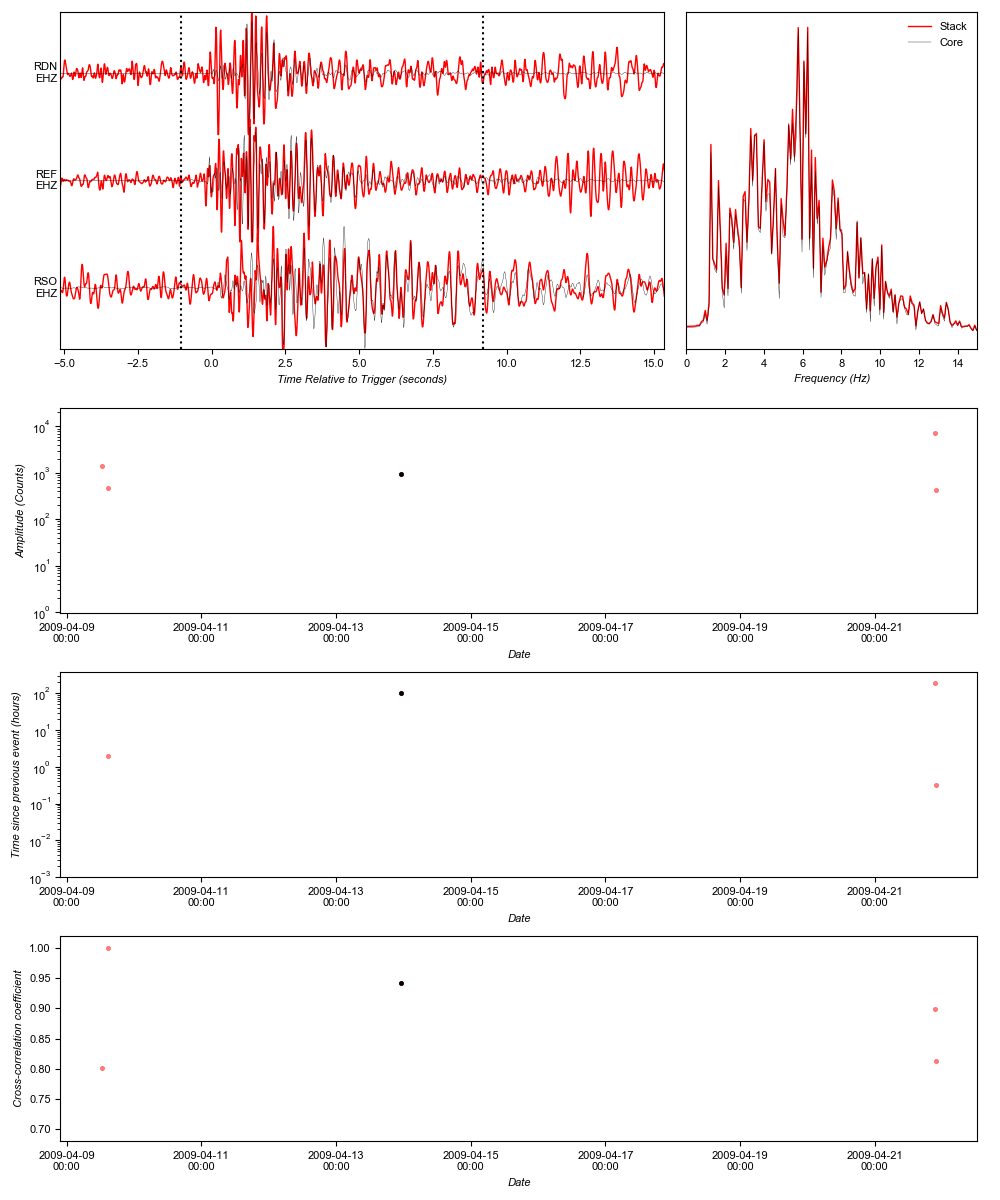 RDN
EHZ
REF
EHZ
RSO
EHZ
−5.0 −2.5 0.0 2.5 5.0 7.5 10.0 12.5 15.0
Time Relative to Trigger (seconds)
Stack
Core
0 2 4 6 8 10 12 14
Frequency (Hz)
10^4
10^3
10^2
10^1
10^0
Amplitude (Counts)
2009-04-09 2009-04-11 2009-04-13 2009-04-15 2009-04-17 2009-04-19 2009-04-21
00:00 00:00 00:00 00:00 00:00 00:00 00:00
Date
10^2
10^1
10^0
10^−1
10^−2
10^−3
Time since previous event (hours)
2009-04-09 2009-04-11 2009-04-13 2009-04-15 2009-04-17 2009-04-19 2009-04-21
00:00 00:00 00:00 00:00 00:00 00:00 00:00
Date
1.00
0.95
0.90
0.85
0.80
0.75
0.70
Cross-correlation coefficient
2009-04-09 2009-04-11 2009-04-13 2009-04-15 2009-04-17 2009-04-19 2009-04-21
00:00 00:00 00:00 00:00 00:00 00:00 00:00
Date